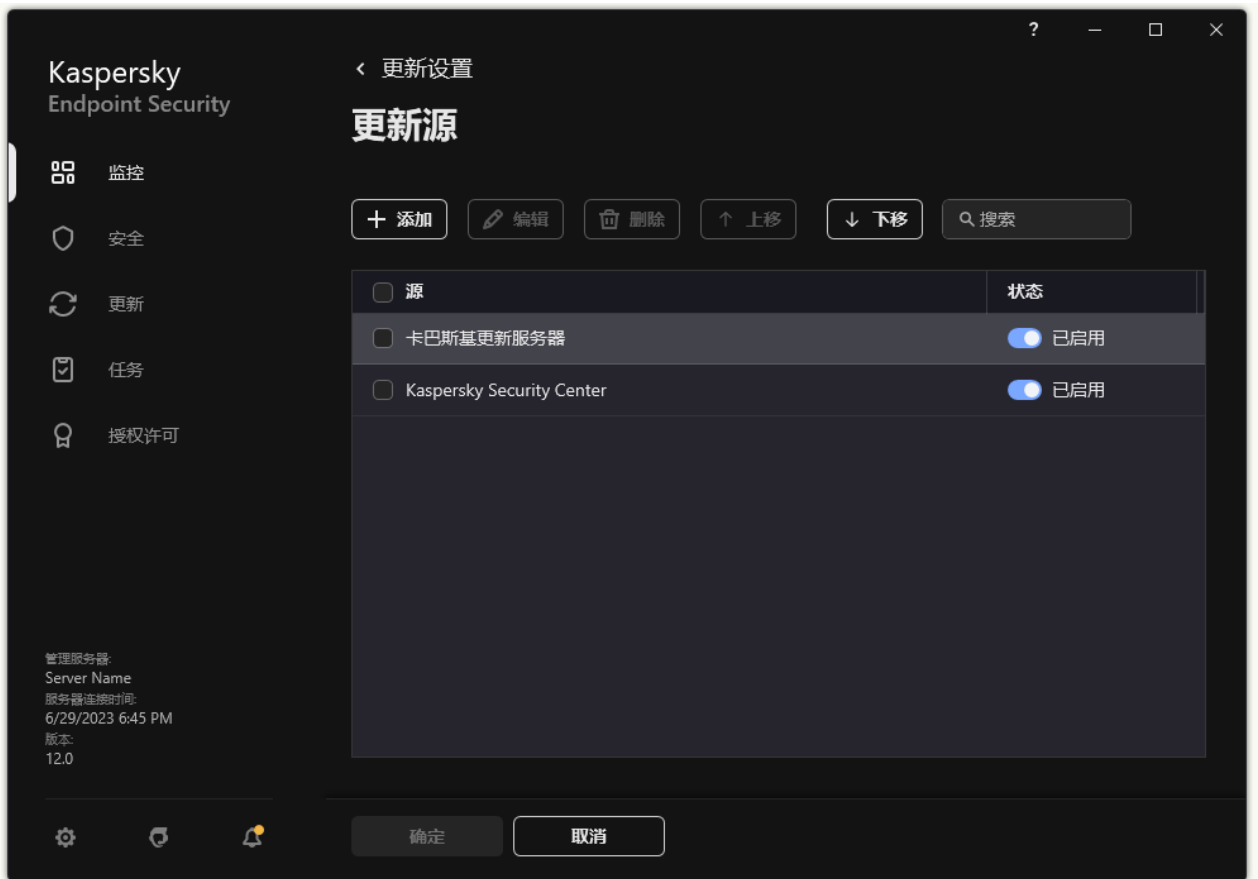 ?
Kaspersky
Endpoint Security
监控
安全
更新
任务
授权许可
管理服务器:
Server Name
服务器连接时间:
6/29/2023 6:45 PM
版本:
12.0
更新设置
更新源
添加 编辑 删除 上移 下移 搜索
源 状态
卡巴斯基更新服务器 已启用
Kaspersky Security Center 已启用
确定 取消